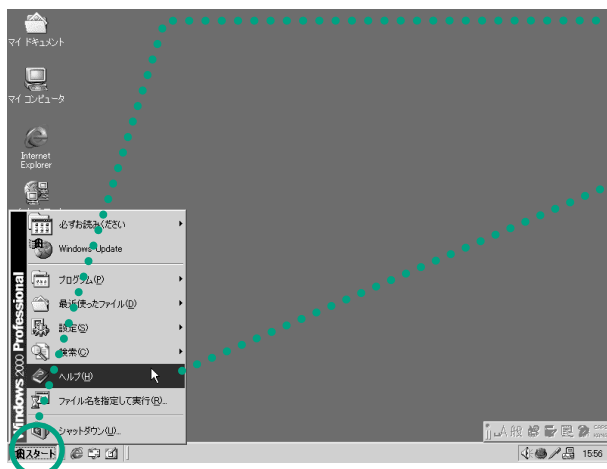 マイ ドキュメント
マイ コンピュータ
Internet
Explorer
必ずお読みください
Windows Update
プログラム(P)
最近使ったファイル(D)
設定(S)
検索(C)
ヘルプ(H)
ファイル名を指定して実行(R)...
シャットダウン(U)...
Windows 2000 Professional
スタート
A 般
CAPS
15:56